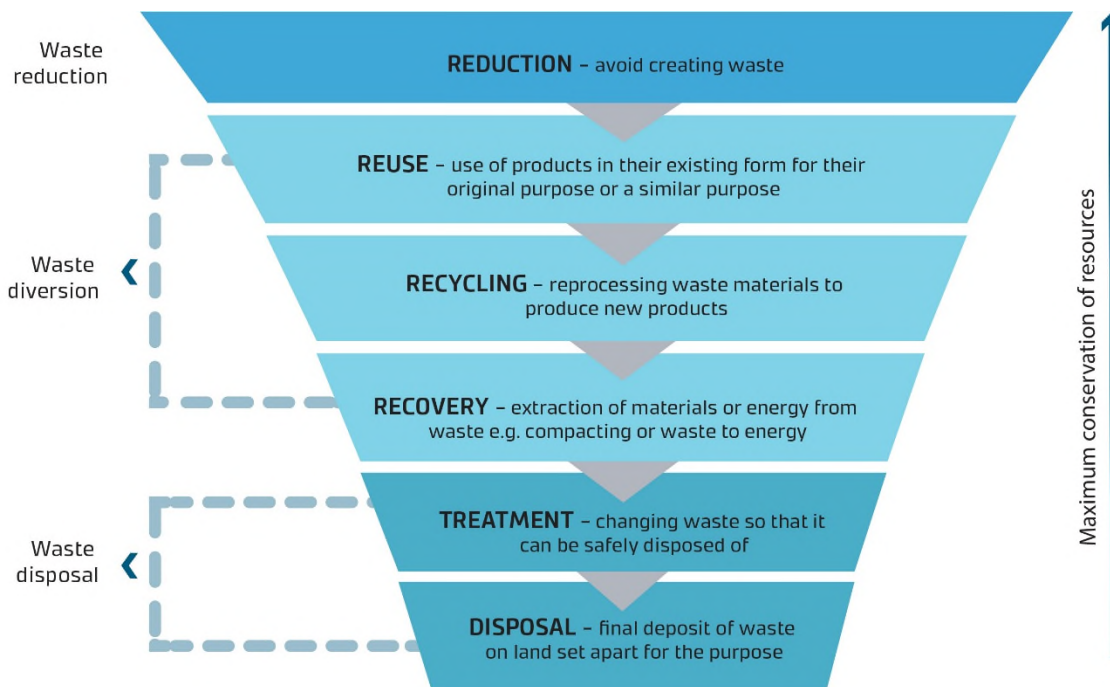 Waste
reduction
REDUCTION – avoid creating waste
REUSE – use of products in their existing form for their
original purpose or a similar purpose
Waste
diversion
RECYCLING – reprocessing waste materials to
produce new products
RECOVERY – extraction of materials or energy from
waste e.g. compacting or waste to energy
Waste
disposal
TREATMENT – changing waste so that it
can be safely disposed of
DISPOSAL – final deposit of waste
on land set apart for the purpose
Maximum conservation of resources